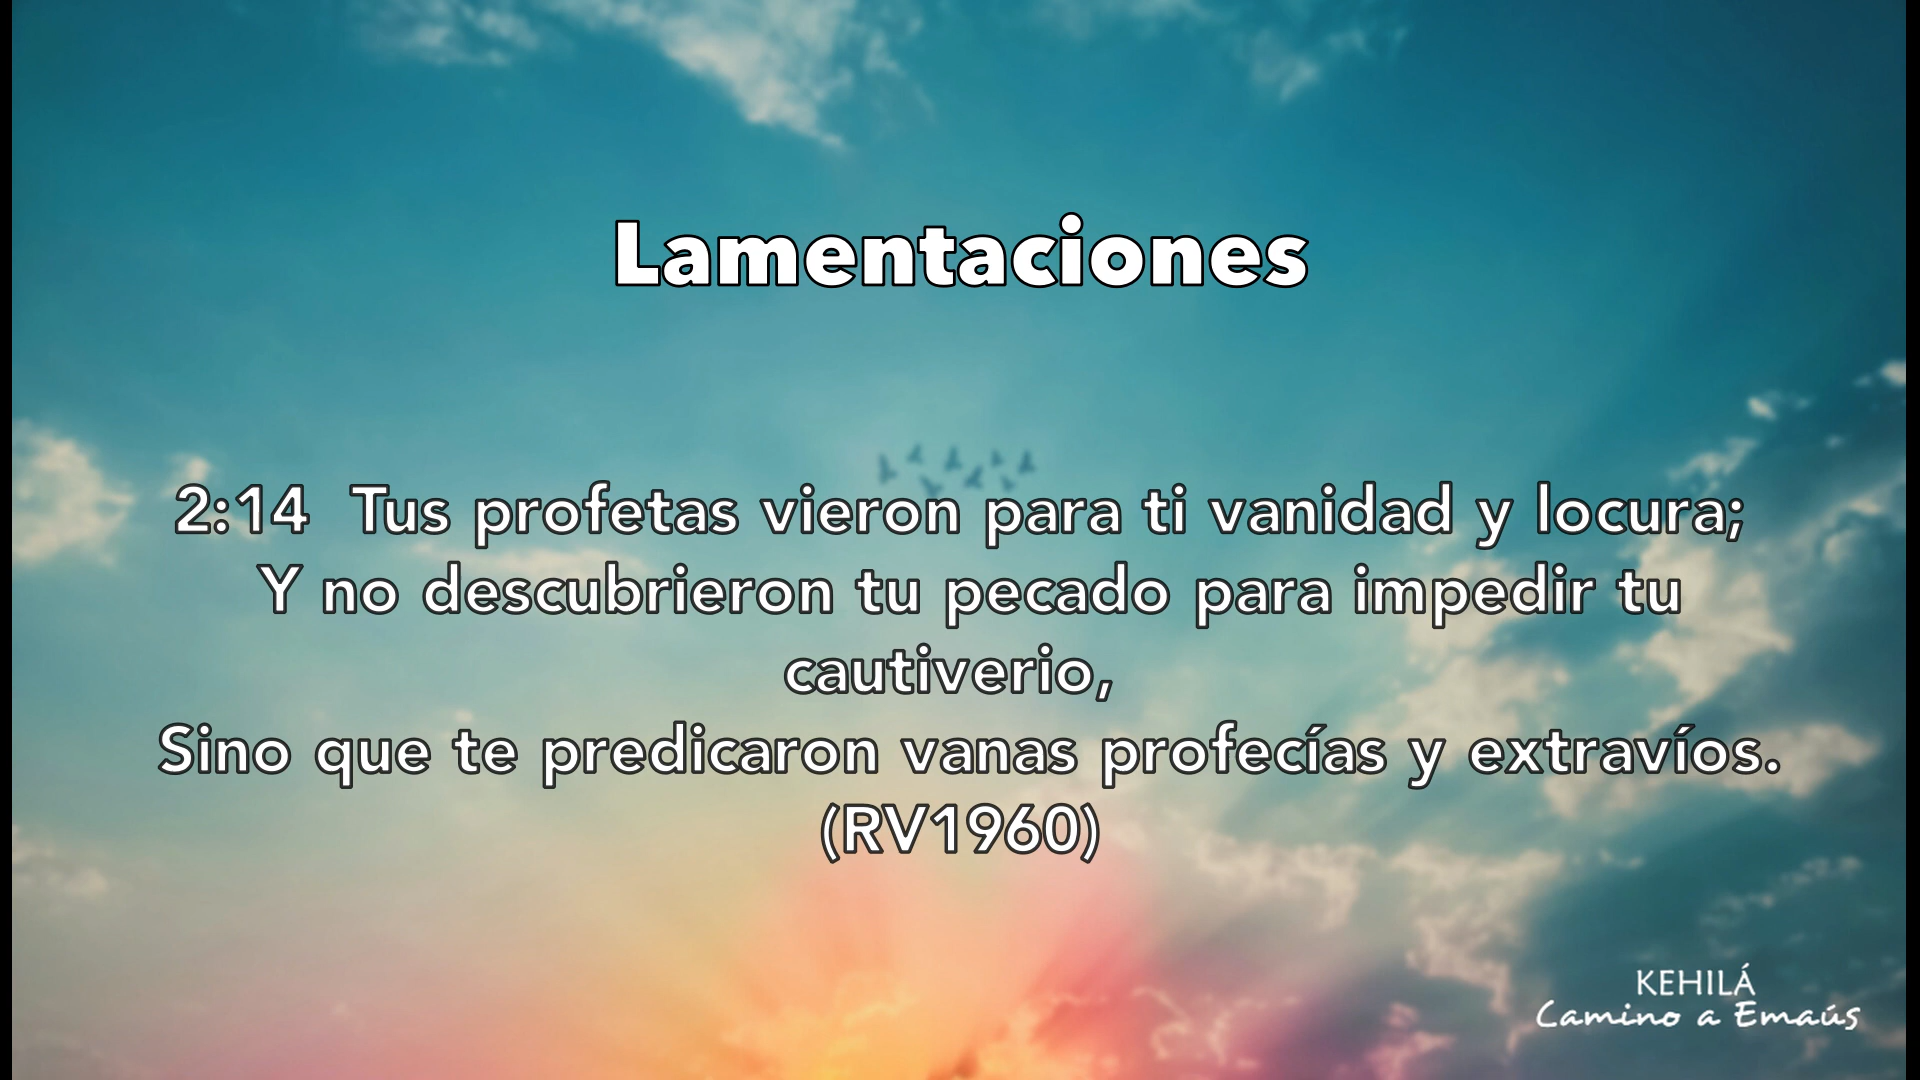 Lamentaciones
2:14  Tus profetas vieron para ti vanidad y locura;
Y no descubrieron tu pecado para impedir tu
cautiverio,
Sino que te predicaron vanas profecías y extravíos.
(RV1960)
KEHILÁ
Camino a Emaús